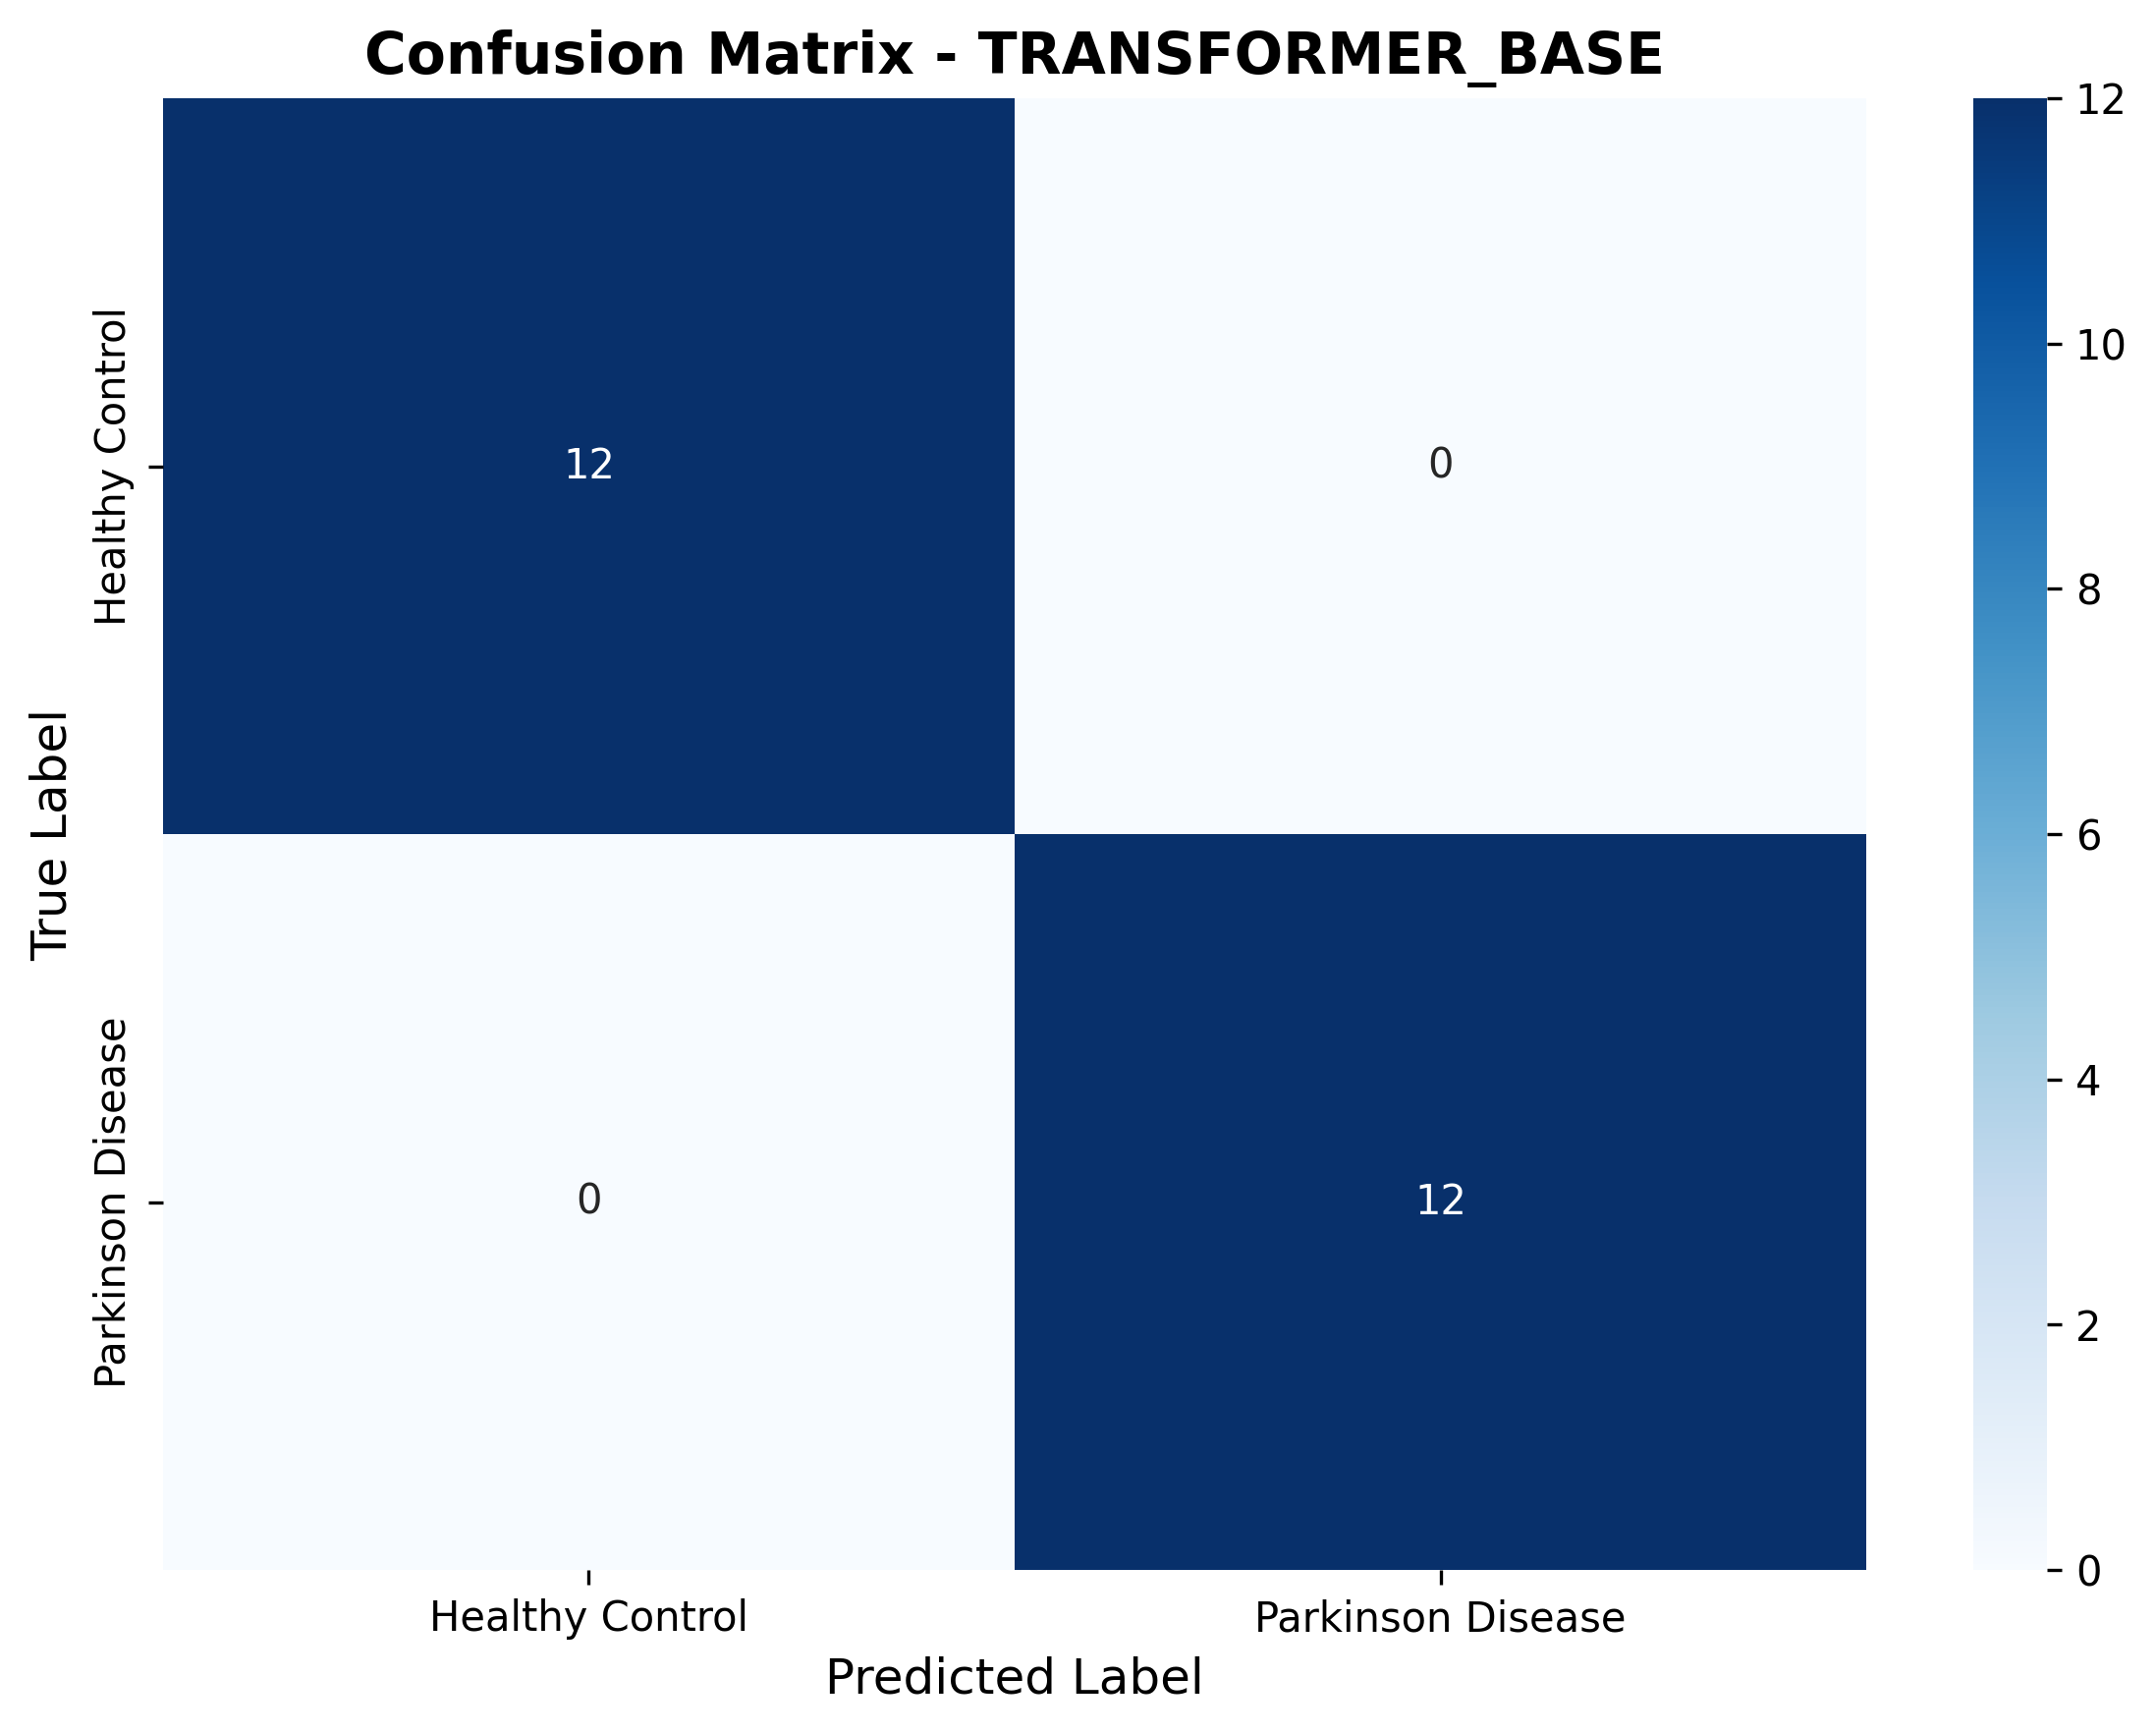 Confusion Matrix - TRANSFORMER_BASE
True Label
Healthy Control
Parkinson Disease
12
0
0
12
Healthy Control
Parkinson Disease
Predicted Label
12
10
8
6
4
2
0